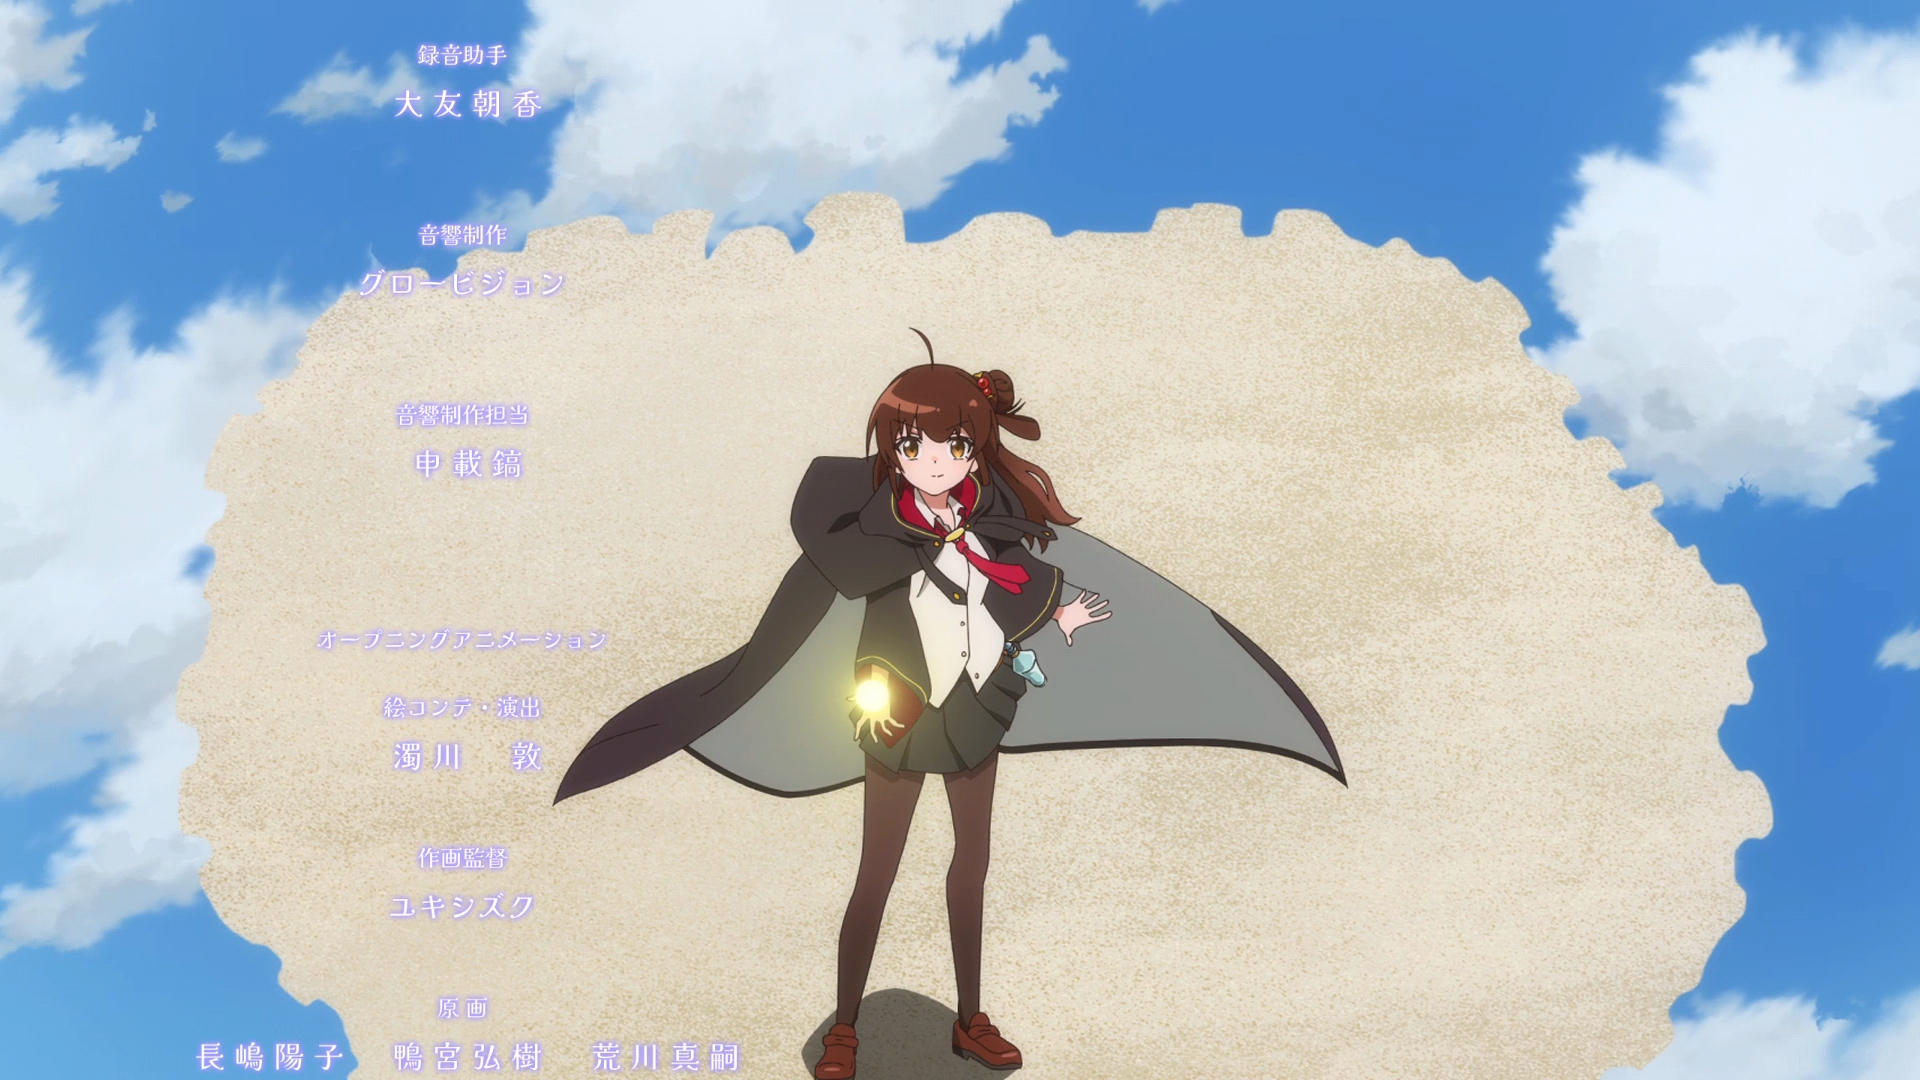 録音助手
大友朝香
音響制作
グロービジョン
音響制作担当
申載鎬
オープニングアニメーション
絵コンテ・演出
濁川 敦
作画監督
ユキシズク
原画
長嶋陽子 鴨宮弘樹 荒川真嗣